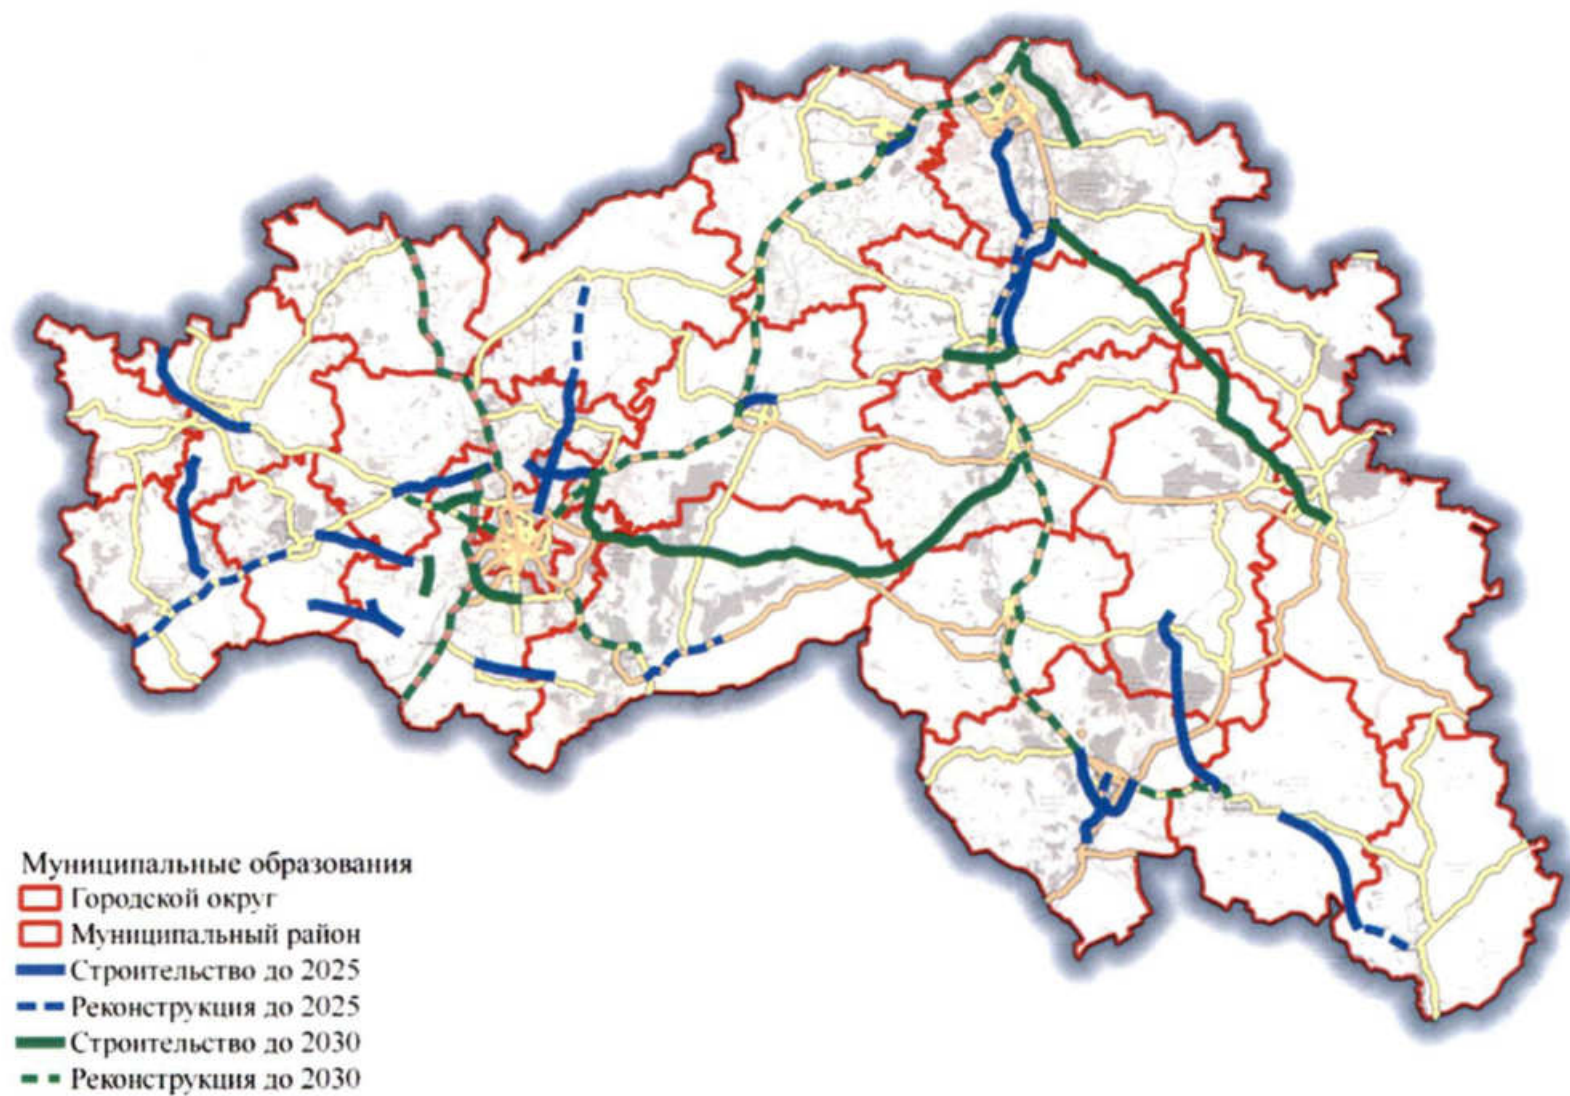 Муниципальные образования
Городской округ
Муниципальный район
Строительство до 2025
Реконструкция до 2025
Строительство до 2030
Реконструкция до 2030